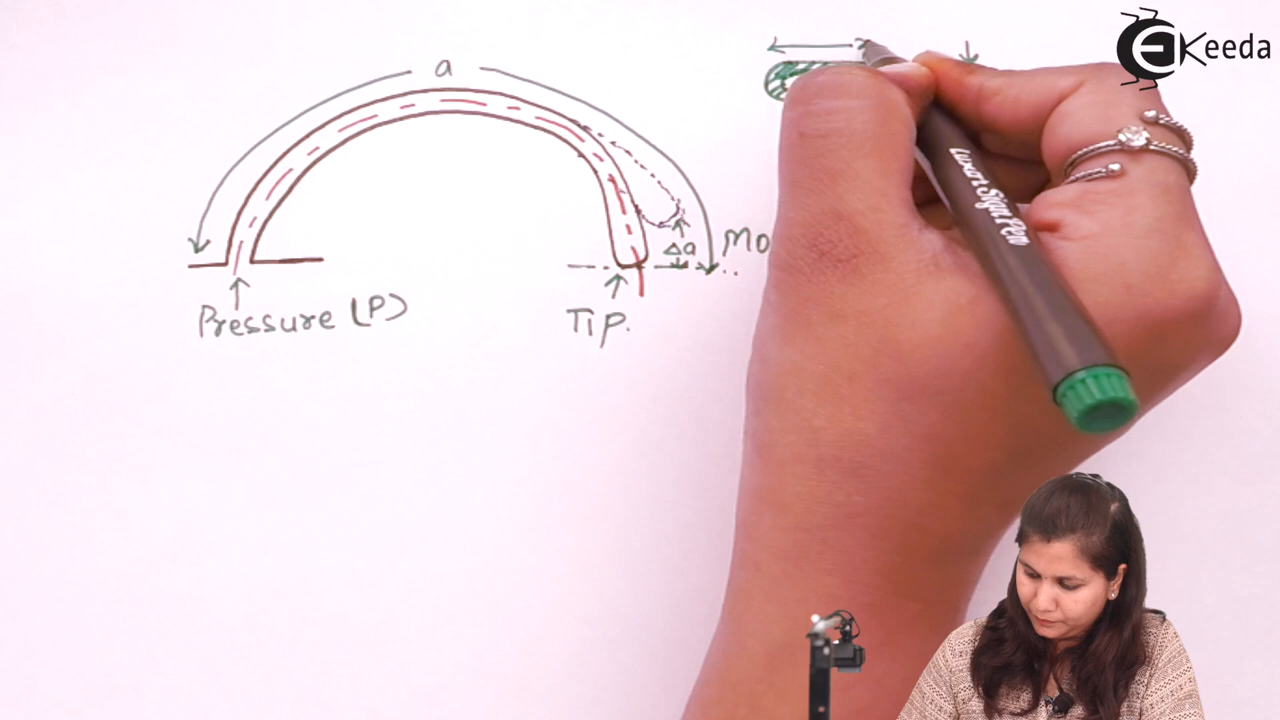 a
Ekeeda
Luxor Sign Pen
Δa
Mo
Pressure (P)
Tip.